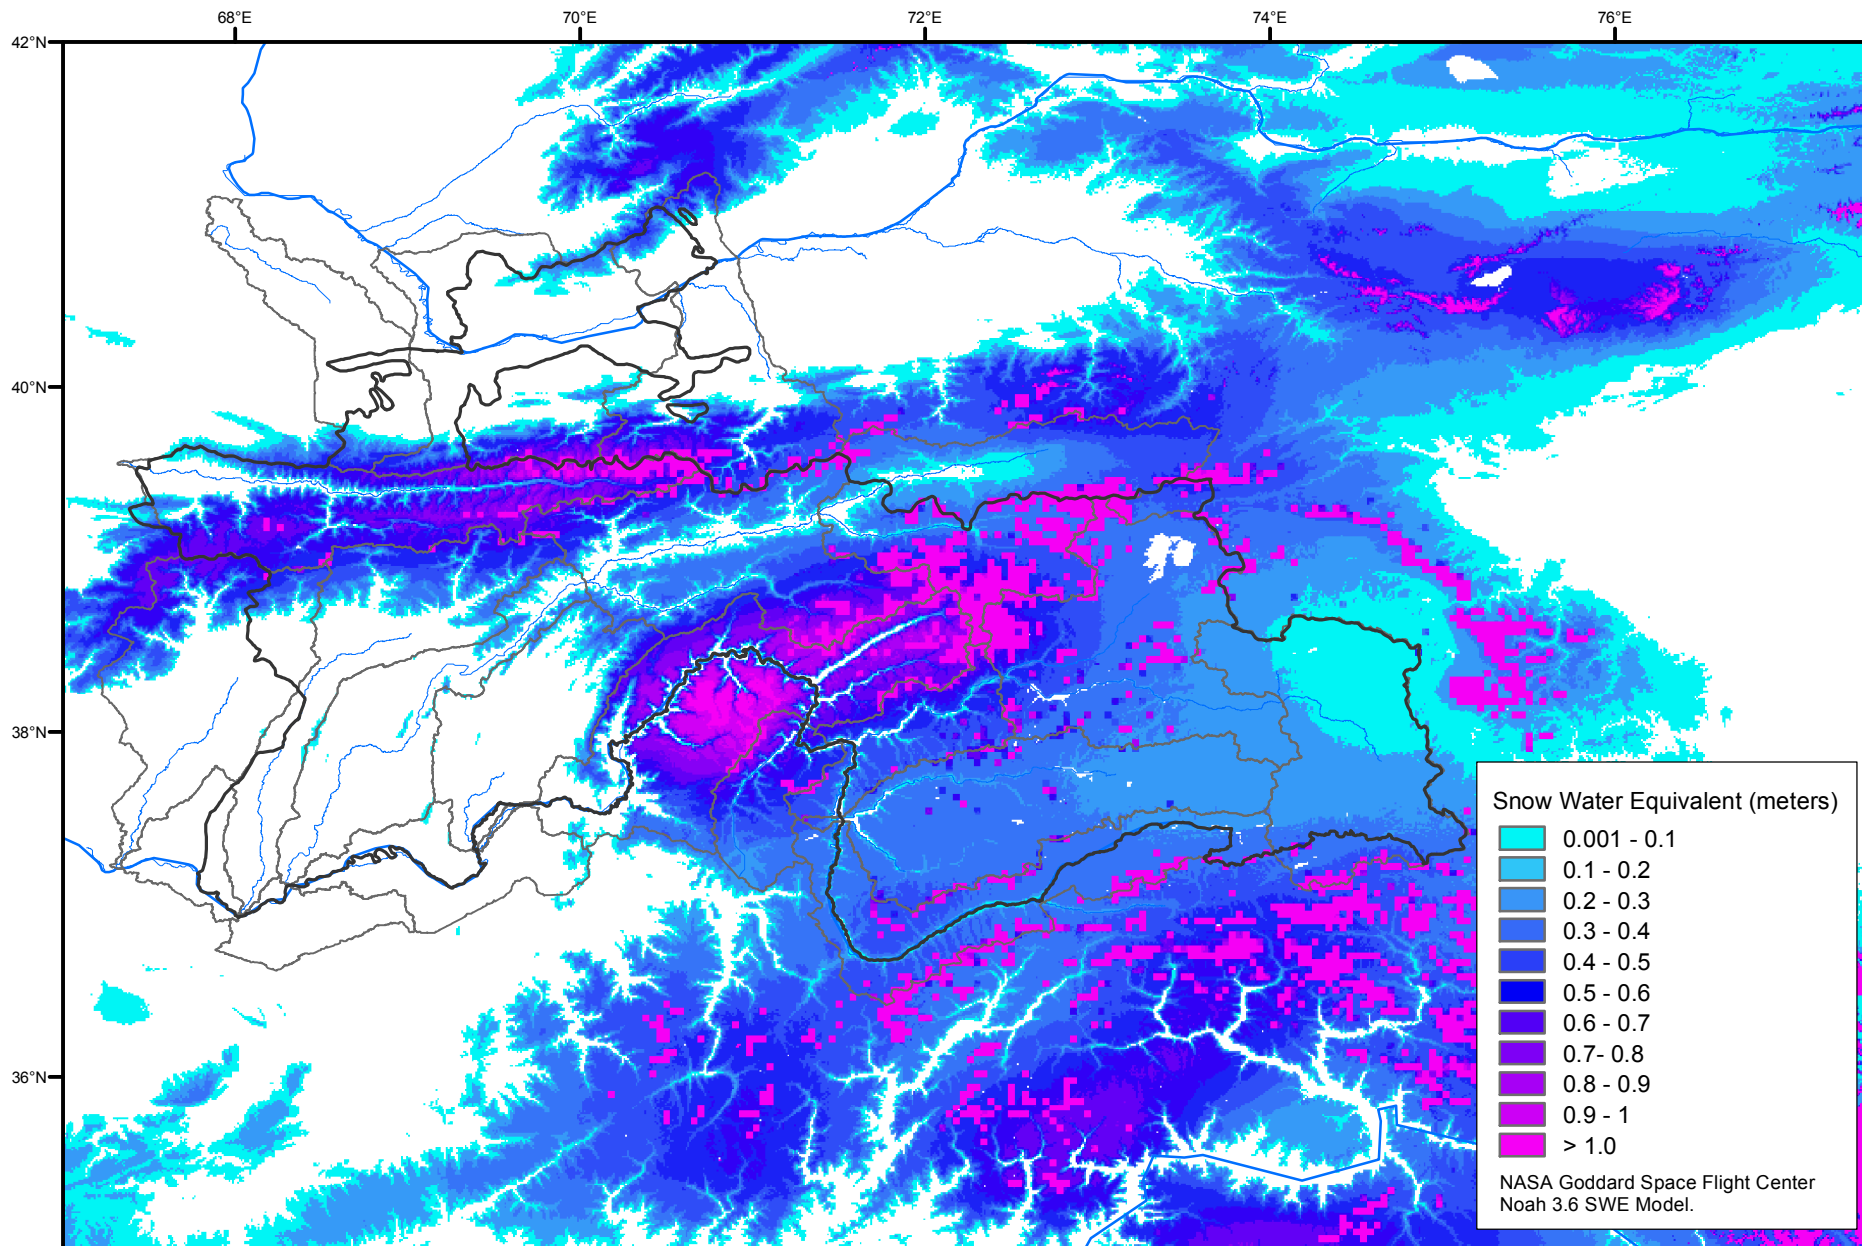 68°E
70°E
72°E
74°E
76°E
42°N
40°N
38°N
36°N
Snow Water Equivalent (meters)
0.001 - 0.1
0.1 - 0.2
0.2 - 0.3
0.3 - 0.4
0.4 - 0.5
0.5 - 0.6
0.6 - 0.7
0.7- 0.8
0.8 - 0.9
0.9 - 1
> 1.0
NASA Goddard Space Flight Center
Noah 3.6 SWE Model.